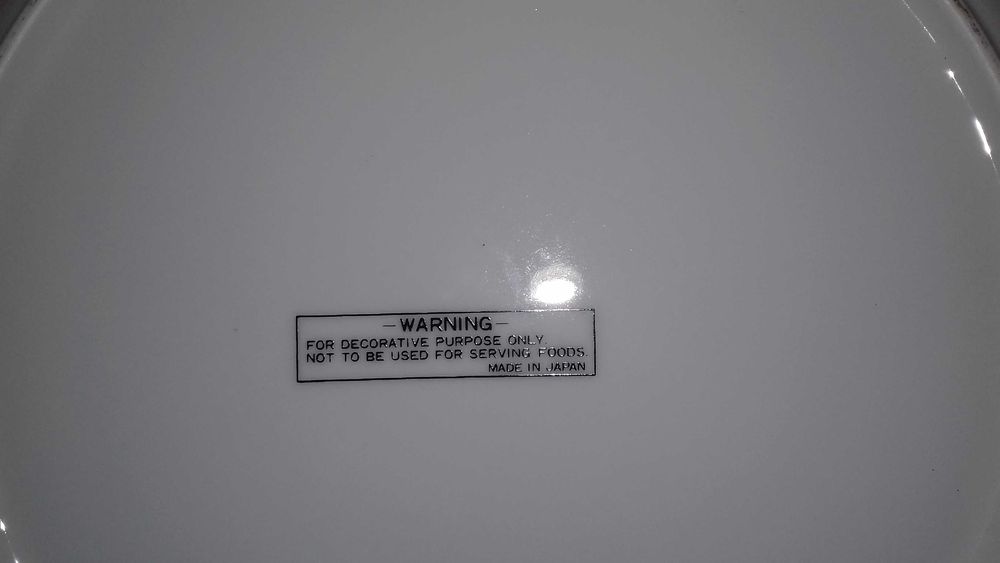 -WARNING-
FOR DECORATIVE PURPOSE ONLY.
NOT TO BE USED FOR SERVING FOODS.
MADE IN JAPAN